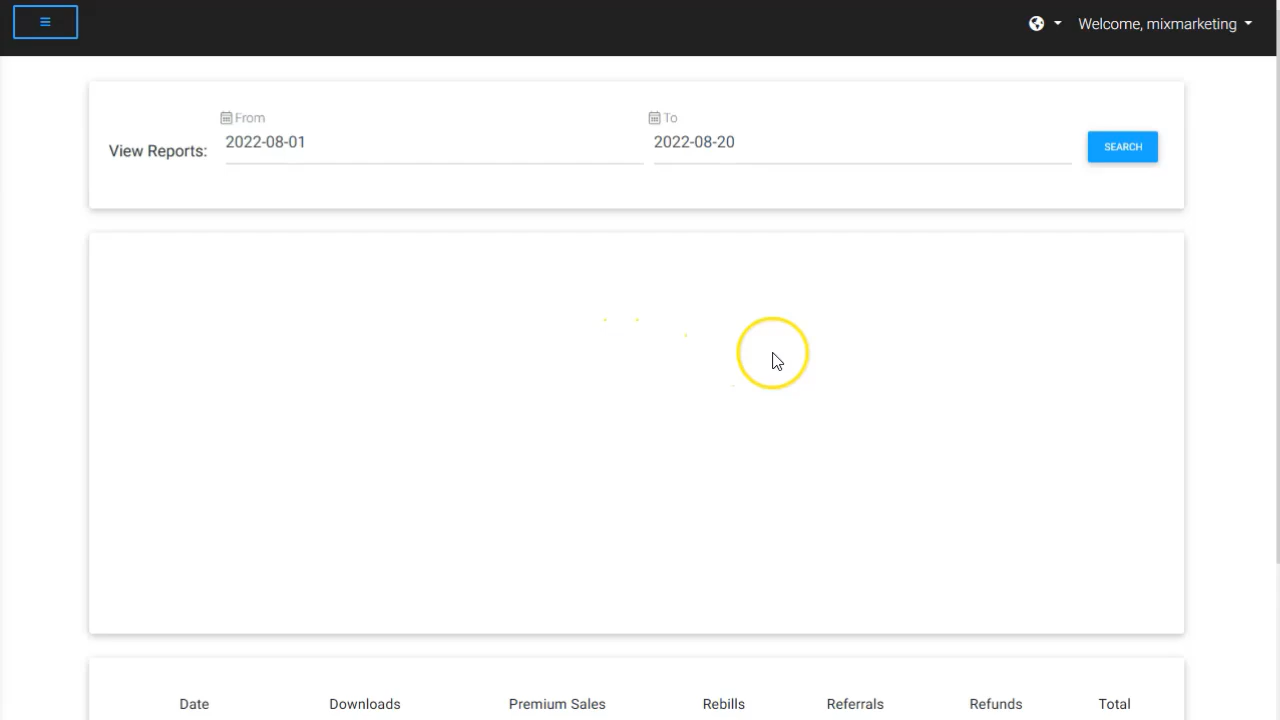 Welcome, mixmarketing
From
To
View Reports:
2022-08-01
2022-08-20
SEARCH
Date Downloads Premium Sales Rebills Referrals Refunds Total